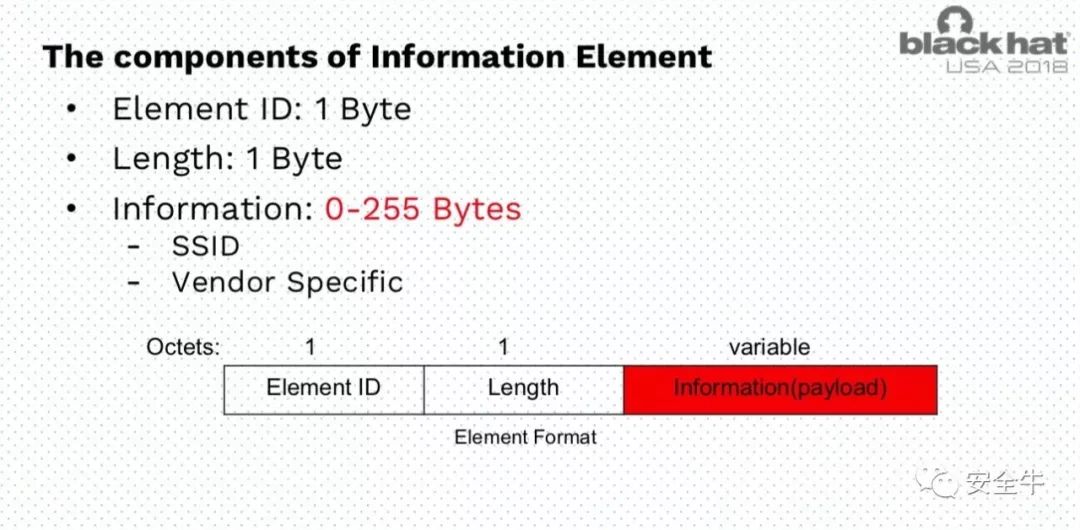 black hat
USA 2018
The components of Information Element
• Element ID: 1 Byte
• Length: 1 Byte
• Information: 0-255 Bytes
- SSID
- Vendor Specific
Octets: 1 1 variable
Element ID Length Information(payload)
Element Format
安全牛